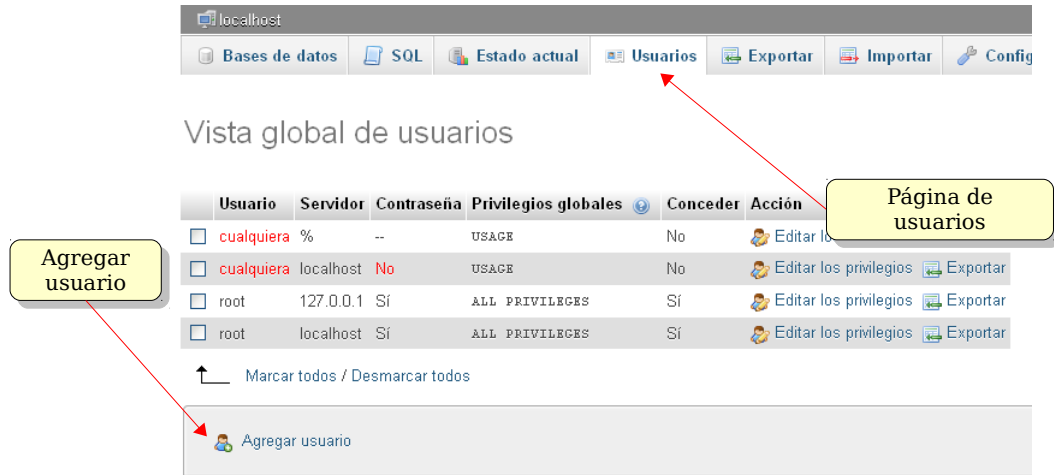 localhost
Bases de datos SQL Estado actual Usuarios Exportar Importar Config
Vista global de usuarios
Página de
usuarios
Usuario Servidor Contraseña Privilegios globales Conceder Acción
cualquiera % -- USAGE No Editar lo
Agregar
usuario
cualquiera localhost No USAGE No Editar los privilegios Exportar
root 127.0.0.1 Sí ALL PRIVILEGES Sí Editar los privilegios Exportar
root localhost Sí ALL PRIVILEGES Sí Editar los privilegios Exportar
Marcar todos / Desmarcar todos
Agregar usuario